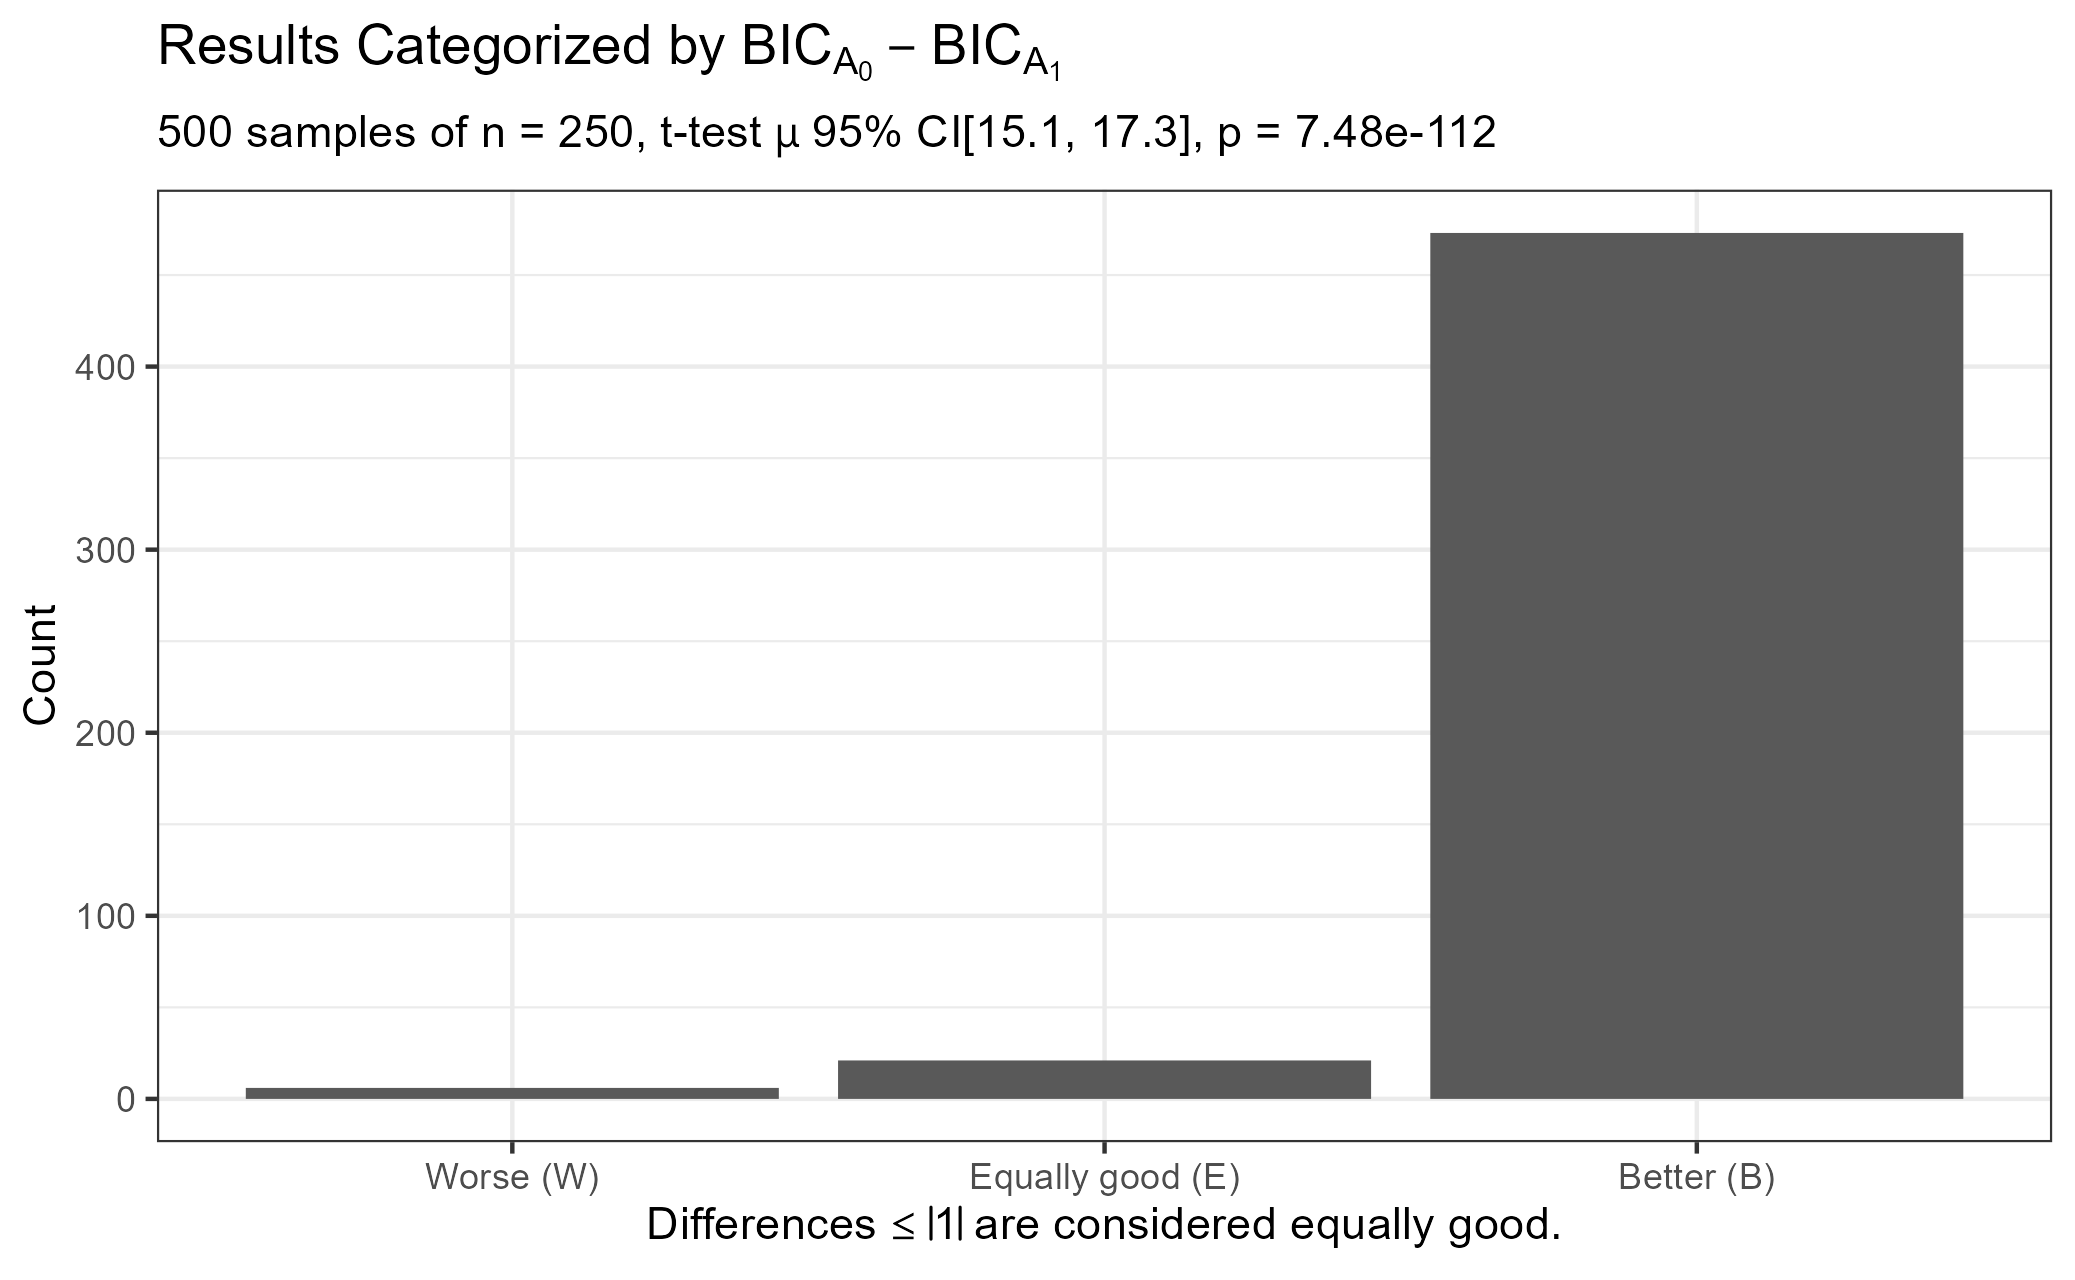 Results Categorized by BIC_A₀ – BIC_A₁
500 samples of n = 250, t-test μ 95% CI[15.1, 17.3], p = 7.48e-112
Count
400
300
200
100
0
Worse (W) Equally good (E) Better (B)
Differences ≤ |1| are considered equally good.